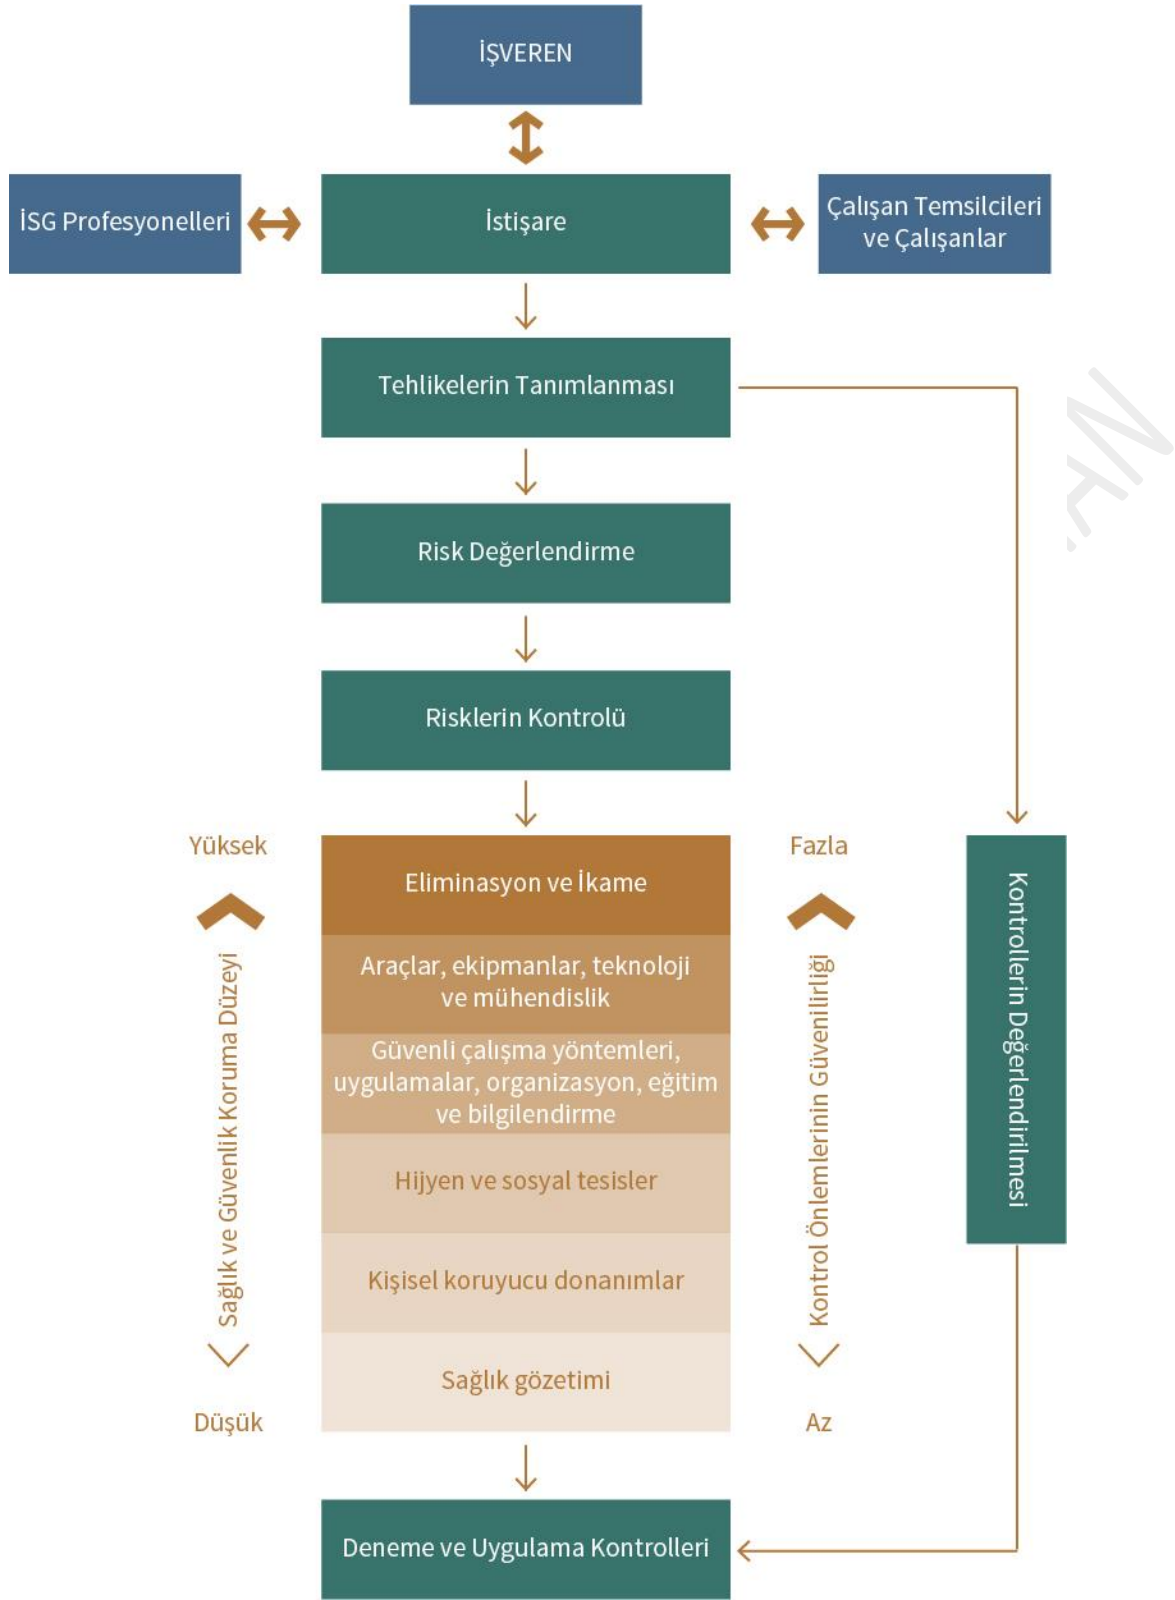 İŞVEREN
İSG Profesyonelleri
İstişare
Çalışan Temsilcileri
ve Çalışanlar
Tehlikelerin Tanımlanması
Risk Değerlendirme
Risklerin Kontrolü
Yüksek
Sağlık ve Güvenlik Koruma Düzeyi
Düşük
Eliminasyon ve İkame
Araçlar, ekipmanlar, teknoloji
ve mühendislik
Güvenli çalışma yöntemleri,
uygulamalar, organizasyon, eğitim
ve bilgilendirme
Hijyen ve sosyal tesisler
Kişisel koruyucu donanımlar
Sağlık gözetimi
Fazla
Kontrol Önlemlerinin Güvenilirliği
Az
Kontrollerin Değerlendirilmesi
Deneme ve Uygulama Kontrolleri